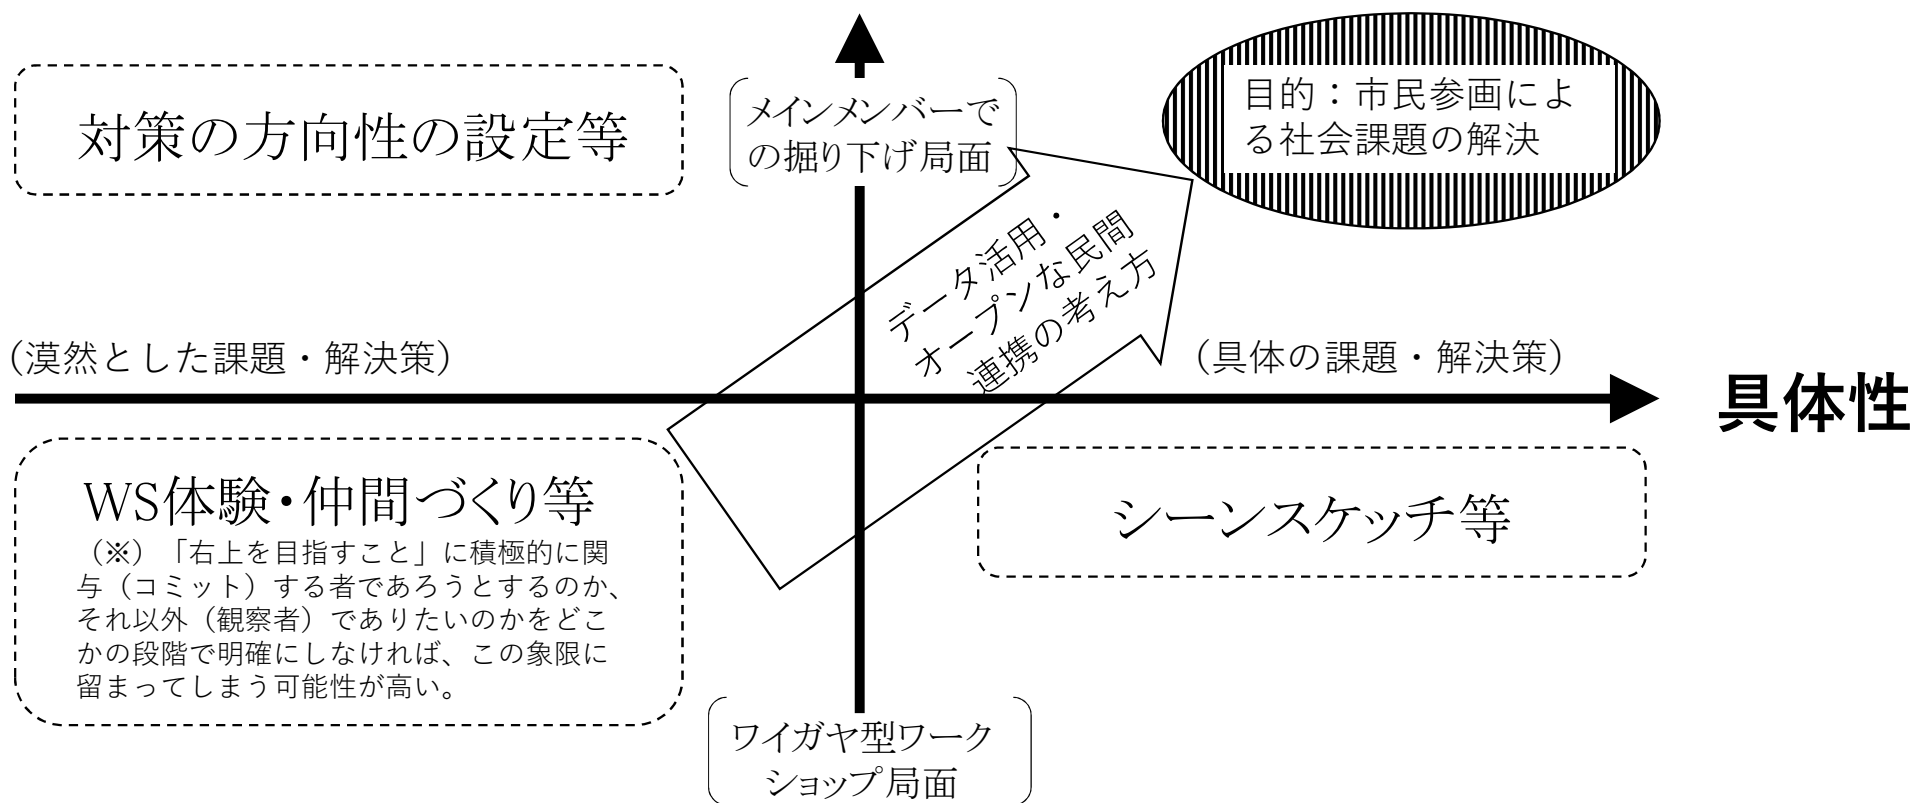 対策の方向性の設定等
メインメンバーで
の掘り下げ局面
目的：市民参画によ
る社会課題の解決
データ活用・
オープンな民間
連携の考え方
（漠然とした課題・解決策）
（具体の課題・解決策）
具体性
WS体験・仲間づくり等
（※）「右上を目指すこと」に積極的に関
与（コミット）する者であろうとするのか、
それ以外（観察者）でありたいのかをどこ
かの段階で明確にしなければ、この象限に
留まってしまう可能性が高い。
シーンスケッチ等
ワイガヤ型ワーク
ショップ局面